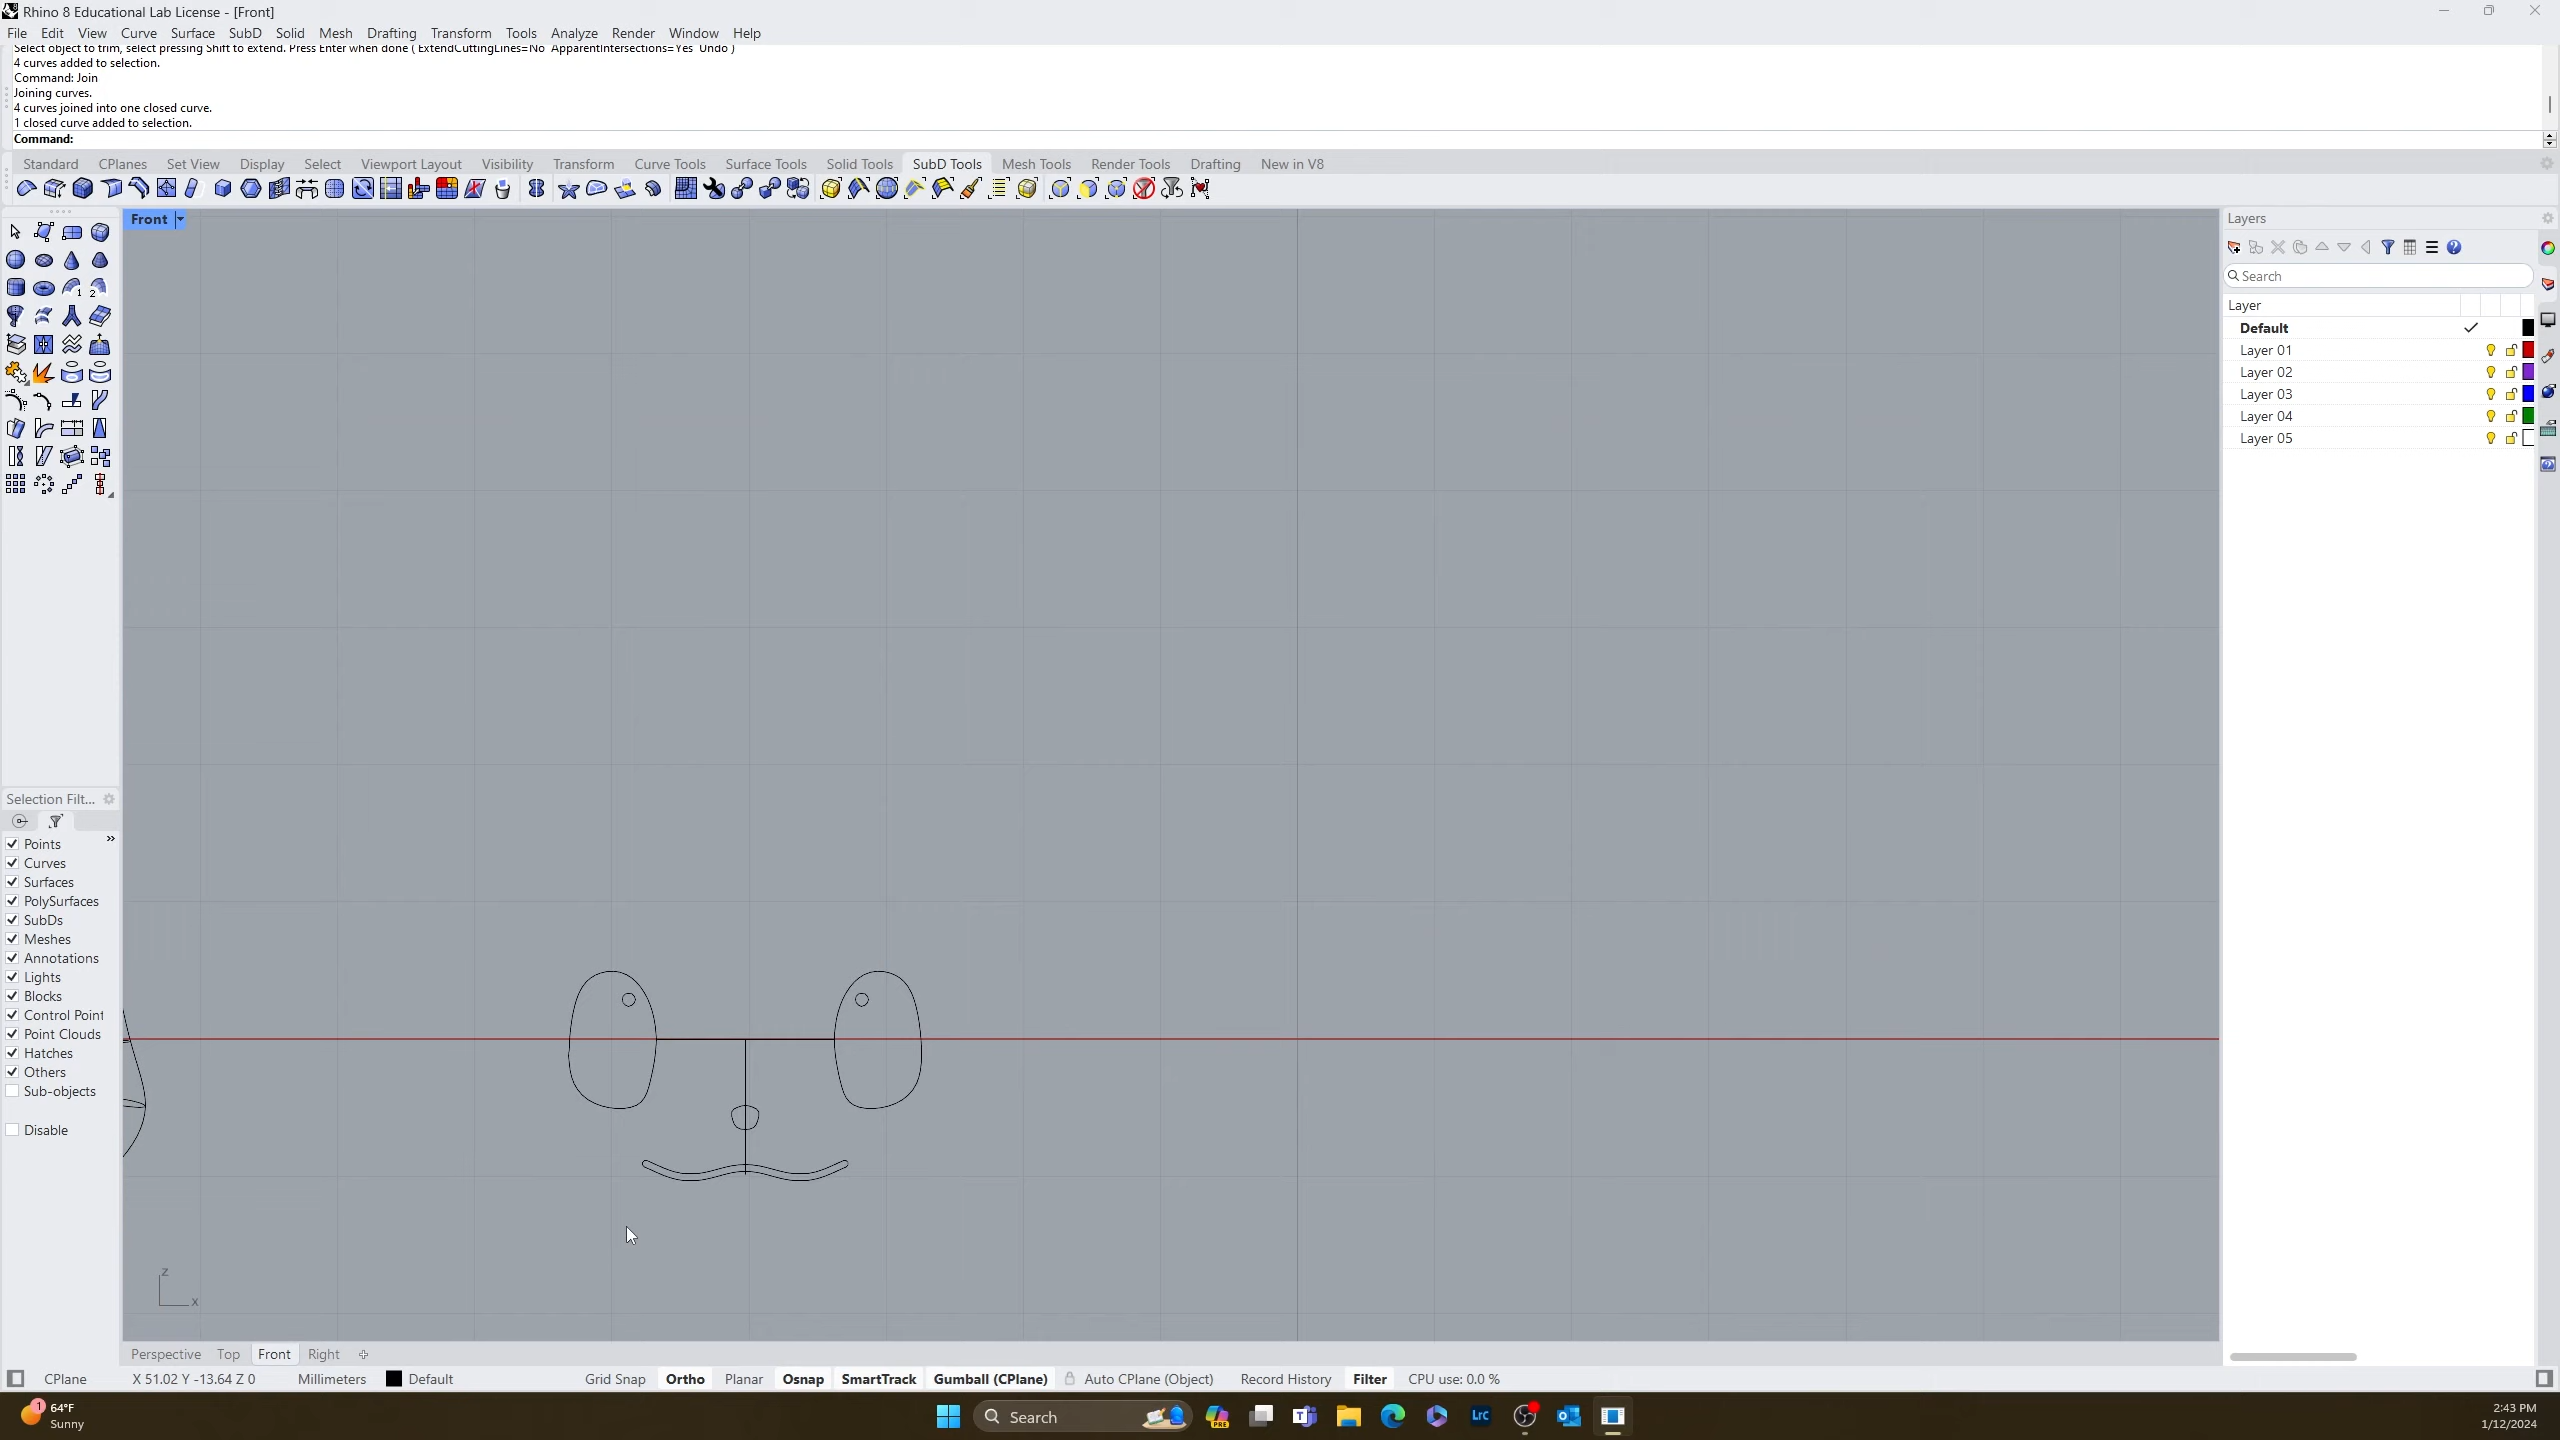 Rhino 8 Educational Lab License - [Front]
File Edit View Curve Surface SubD Solid Mesh Drafting Transform Tools Analyze Render Window Help
Select object to trim, select pressing Shift to extend. Press Enter when done ( ExtendCuttingLines=No ApparentIntersections=Yes Undo )
4 curves added to selection.
Command: Join
Joining curves.
4 curves joined into one closed curve.
1 closed curve added to selection.
Command:
Standard CPlanes Set View Display Select Viewport Layout Visibility Transform Curve Tools Surface Tools Solid Tools SubD Tools Mesh Tools Render Tools Drafting New in V8
Front
Layers
Search
Layer
Default
Layer 01
Layer 02
Layer 03
Layer 04
Layer 05
1
2
Selection Filt...
Points
Curves
Surfaces
PolySurfaces
SubDs
Meshes
Annotations
Lights
Blocks
Control Point
Point Clouds
Hatches
Others
Sub-objects
Disable
z
x
Perspective Top Front Right
CPlane X 51.02 Y -13.64 Z 0 Millimeters Default Grid Snap Ortho Planar Osnap SmartTrack Gumball (CPlane) Auto CPlane (Object) Record History Filter CPU use: 0.0 %
1
64°F
Sunny
Search
PRE
Lrc
2:43 PM
1/12/2024